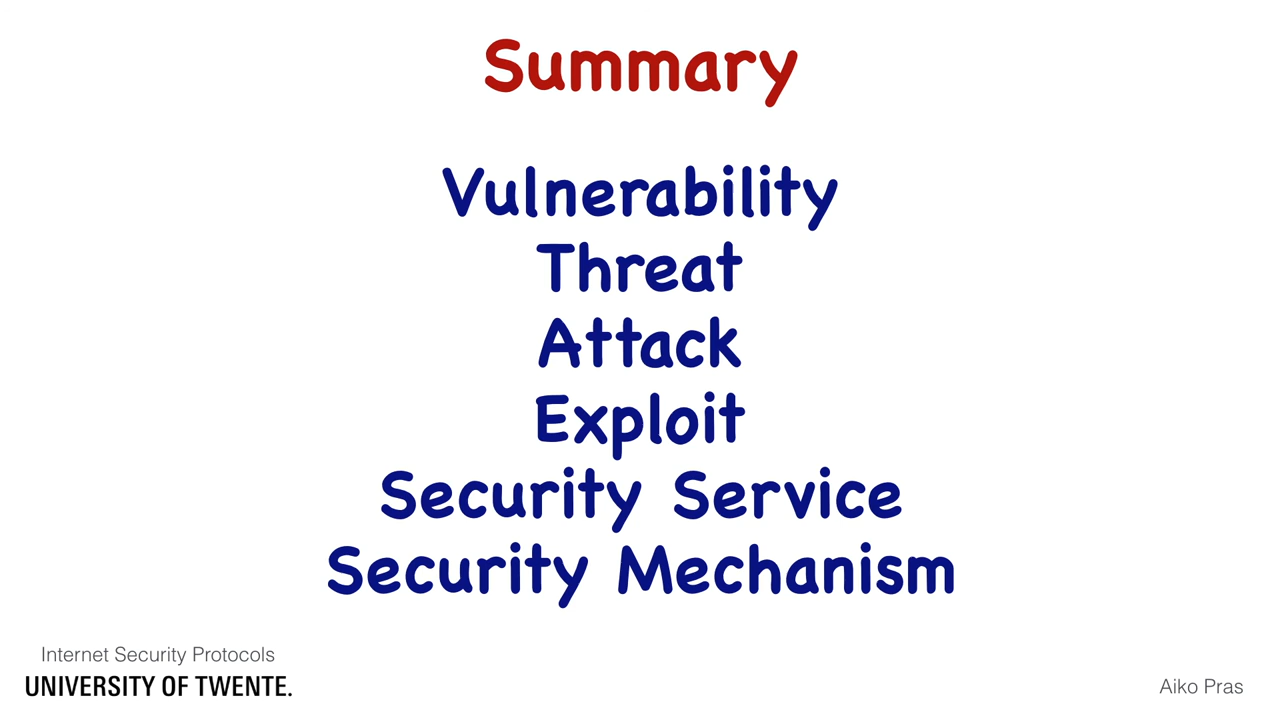 Summary
Vulnerability
Threat
Attack
Exploit
Security Service
Security Mechanism
Internet Security Protocols
UNIVERSITY OF TWENTE.
Aiko Pras